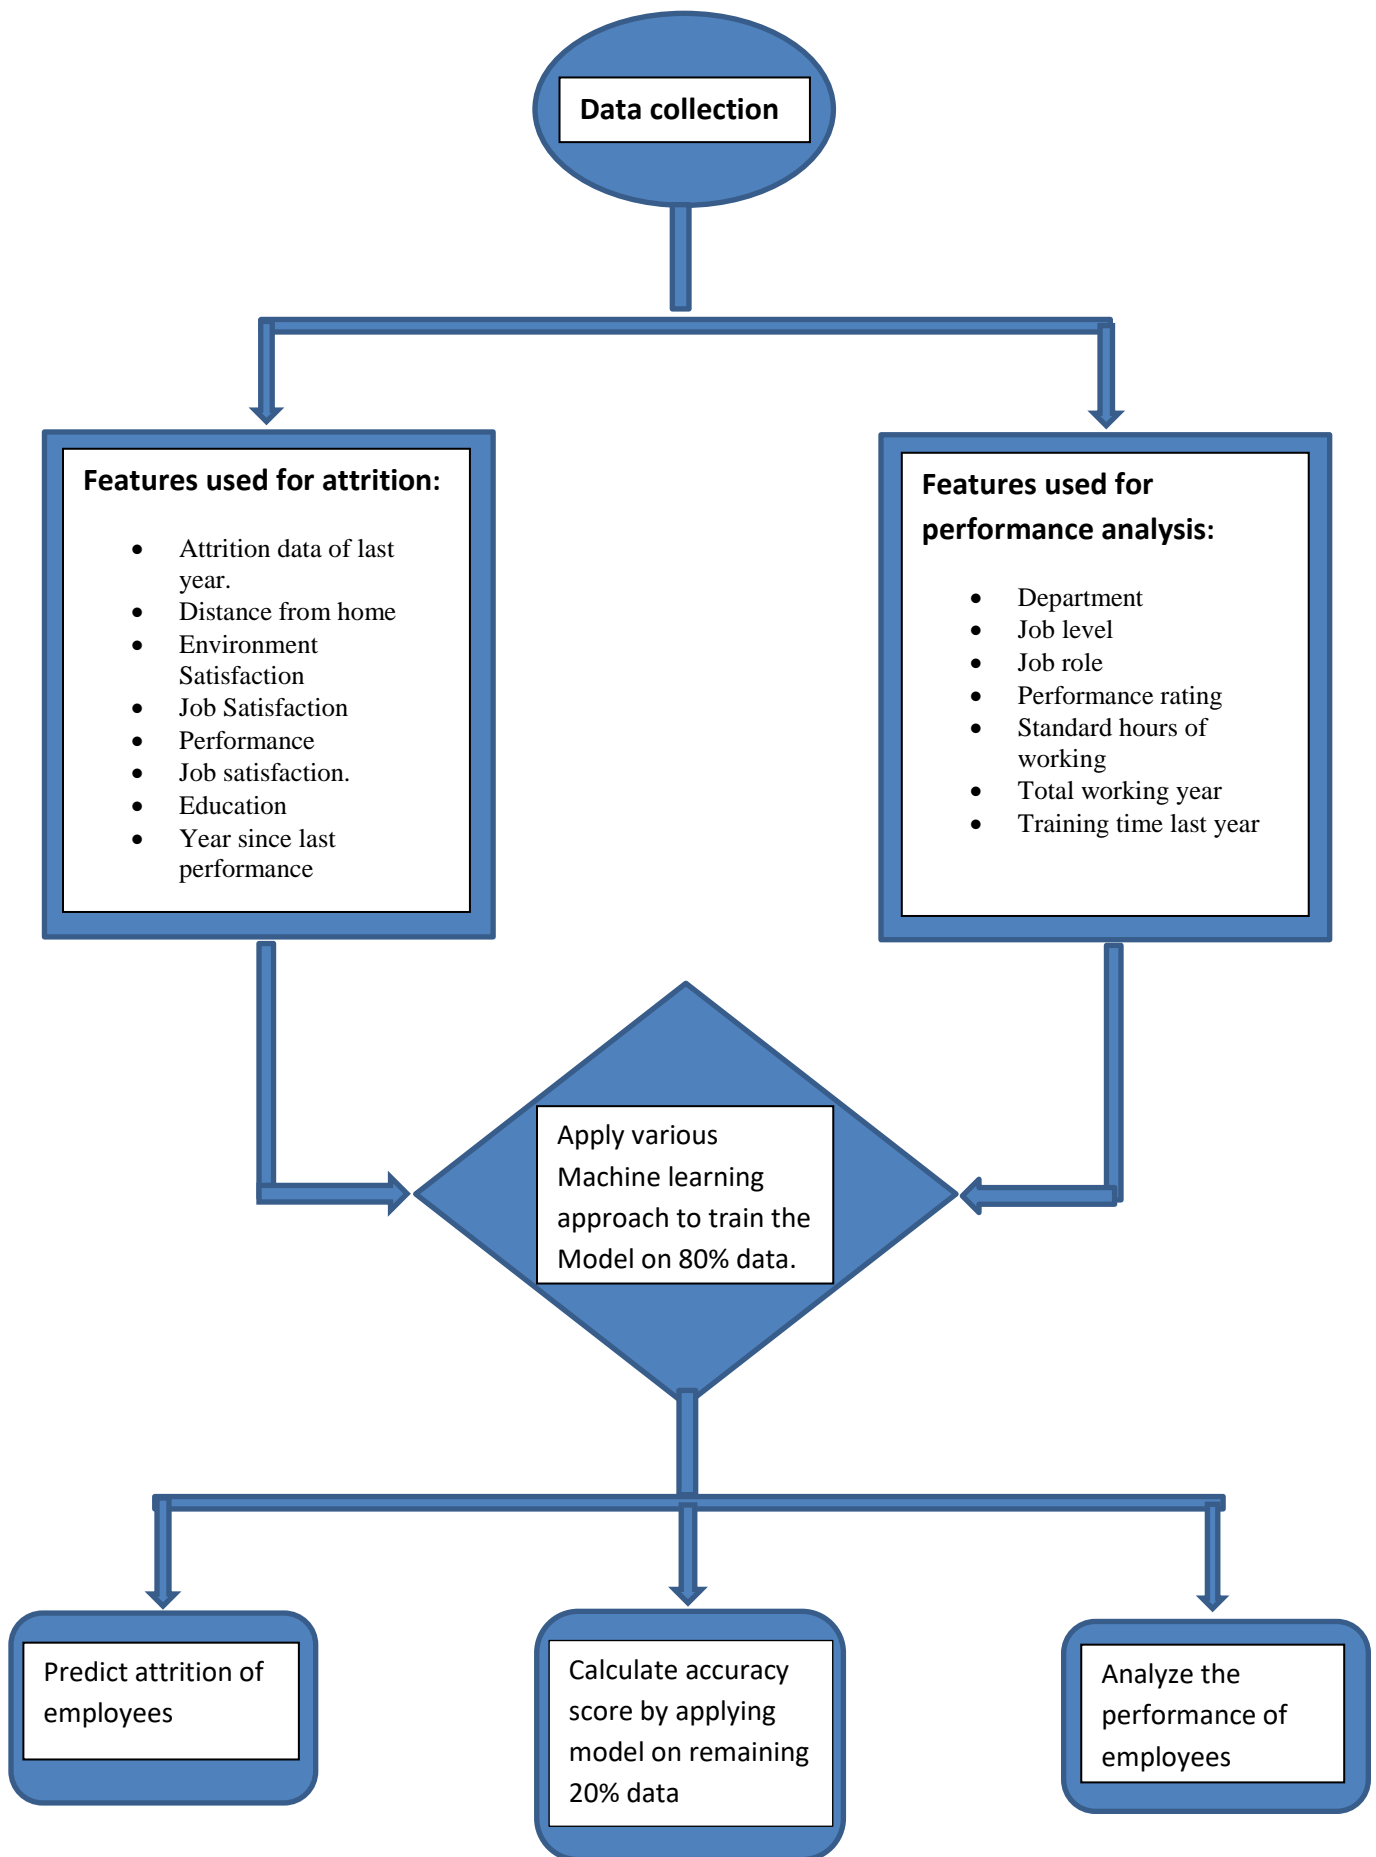 Data collection
Features used for attrition:
• Attrition data of last
year.
• Distance from home
• Environment
Satisfaction
• Job Satisfaction
• Performance
• Job satisfaction.
• Education
• Year since last
performance
Features used for
performance analysis:
• Department
• Job level
• Job role
• Performance rating
• Standard hours of
working
• Total working year
• Training time last year
Apply various
Machine learning
approach to train the
Model on 80% data.
Predict attrition of
employees
Calculate accuracy
score by applying
model on remaining
20% data
Analyze the
performance of
employees